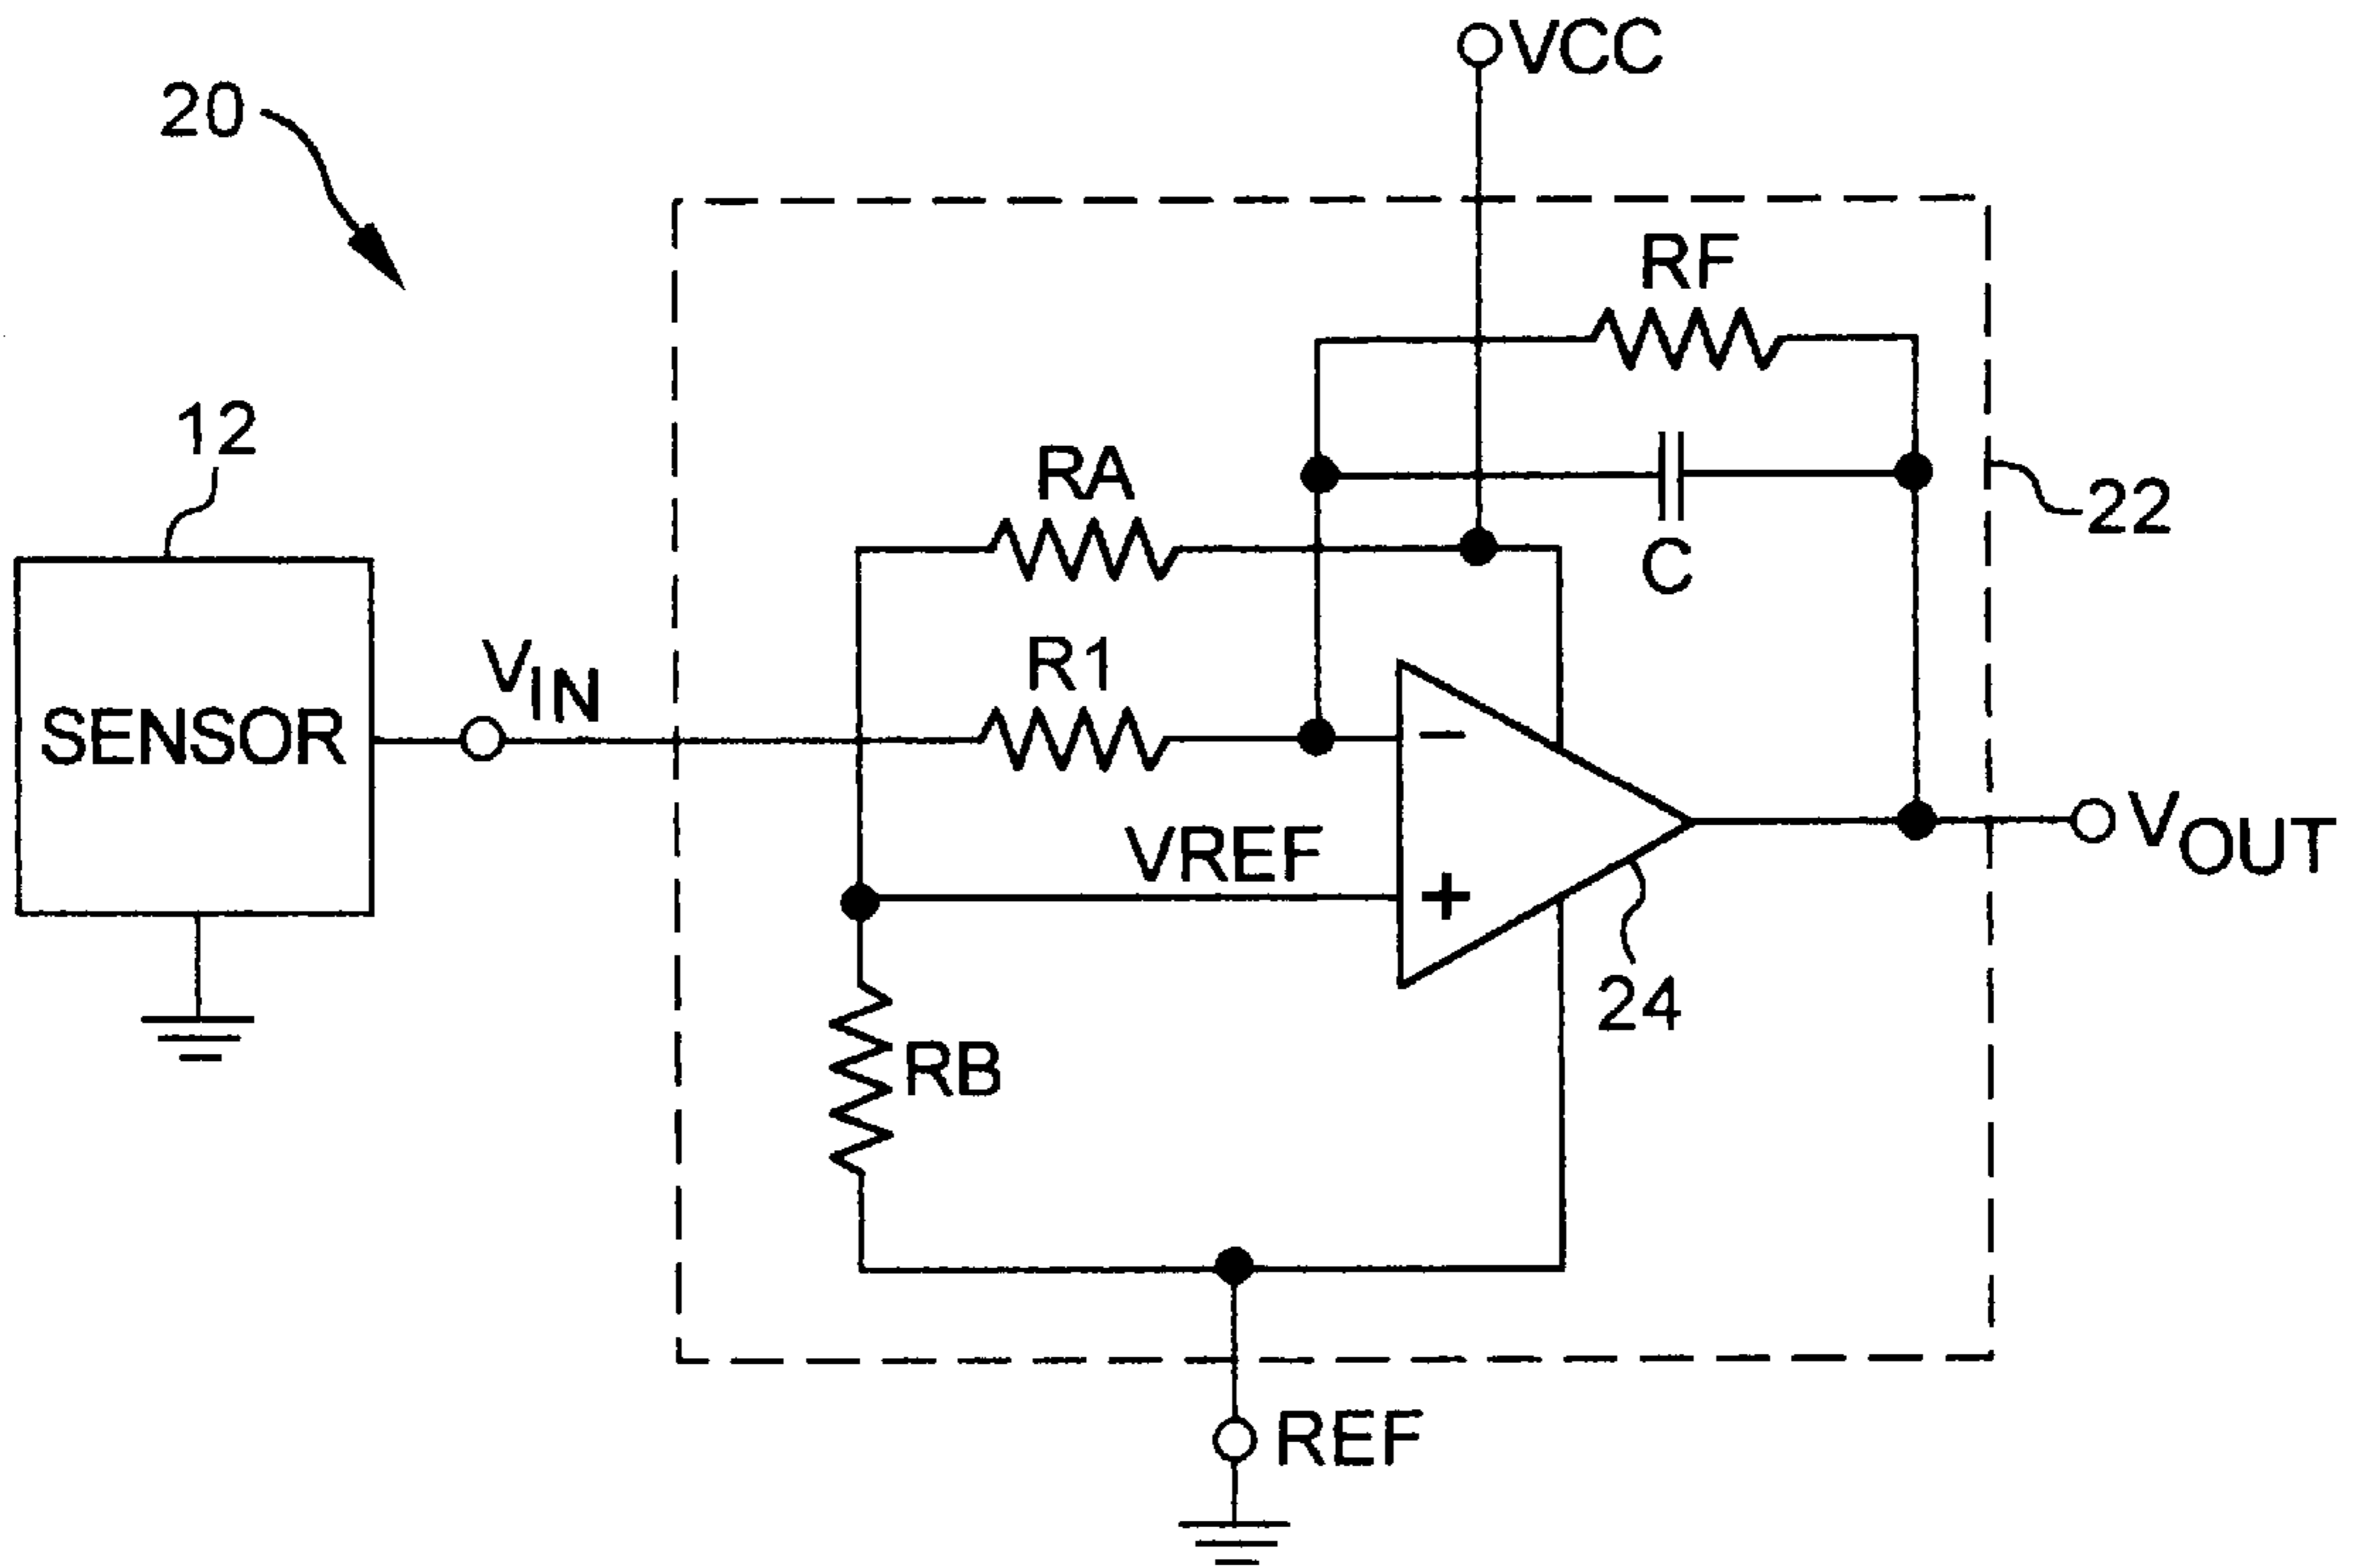 VCC
20
RF
12
RA
22
C
R1
VIN
SENSOR
VREF
VOUT
−
+
24
RB
REF